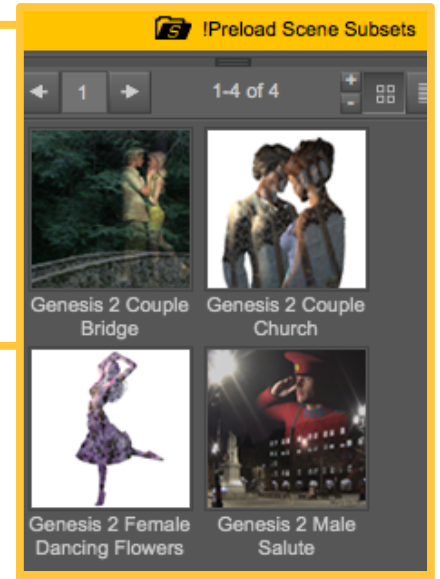 !Preload Scene Subsets
1
1-4 of 4
+
-
Genesis 2 Couple
Bridge
Genesis 2 Couple
Church
Genesis 2 Female
Dancing Flowers
Genesis 2 Male
Salute